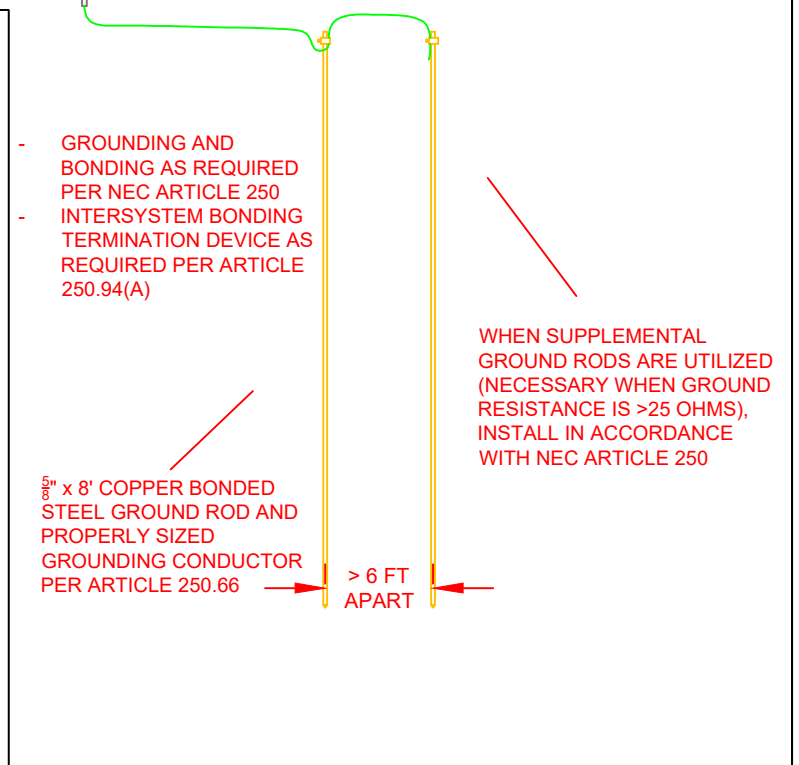 - GROUNDING AND
BONDING AS REQUIRED
PER NEC ARTICLE 250
- INTERSYSTEM BONDING
TERMINATION DEVICE AS
REQUIRED PER ARTICLE
250.94(A)
WHEN SUPPLEMENTAL
GROUND RODS ARE UTILIZED
(NECESSARY WHEN GROUND
RESISTANCE IS >25 OHMS),
INSTALL IN ACCORDANCE
WITH NEC ARTICLE 250
5/8" x 8' COPPER BONDED
STEEL GROUND ROD AND
PROPERLY SIZED
GROUNDING CONDUCTOR
PER ARTICLE 250.66
> 6 FT
APART